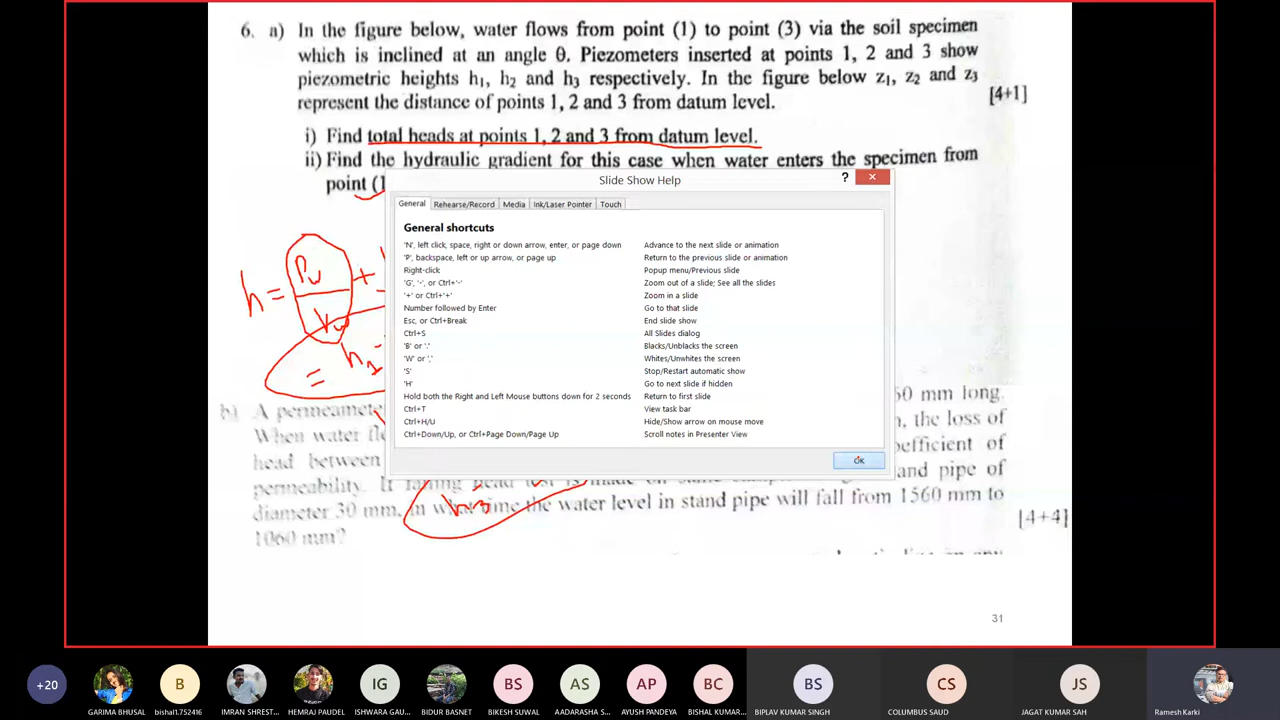 6. a) In the figure below, water flows from point (1) to point (3) via the soil specimen
which is inclined at an angle θ. Piezometers inserted at points 1, 2 and 3 show
piezometric heights h₁, h₂ and h₃ respectively. In the figure below z₁, z₂ and z₃
represent the distance of points 1, 2 and 3 from datum level.
[4+1]
i) Find total heads at points 1, 2 and 3 from datum level.
ii) Find the hydraulic gradient for this case when water enters the specimen from
point (1
Slide Show Help
?
General Rehearse/Record Media Ink/Laser Pointer Touch
General shortcuts
'N', left click, space, right or down arrow, enter, or page down Advance to the next slide or animation
'P', backspace, left or up arrow, or page up Return to the previous slide or animation
Right-click Popup menu/Previous slide
'G', '-', or Ctrl+'-' Zoom out of a slide; See all the slides
'+' or Ctrl+'+' Zoom in a slide
Number followed by Enter Go to that slide
Esc, or Ctrl+Break End slide show
Ctrl+S All Slides dialog
'B' or '.' Blacks/Unblacks the screen
'W' or ',' Whites/Unwhites the screen
'S' Stop/Restart automatic show
'H' Go to next slide if hidden
Hold both the Right and Left Mouse buttons down for 2 seconds Return to first slide
Ctrl+T View task bar
Ctrl+H/U Hide/Show arrow on mouse move
Ctrl+Down/Up, or Ctrl+Page Down/Page Up Scroll notes in Presenter View
OK
h = Pw +
=
b) A permeamete 50 mm long.
When water fl , the loss of
head between efficient of
permeability. If falling head test is made on and pipe of
diameter 30 mm, in what time the water level in stand pipe will fall from 1560 mm to
1060 mm?
[4+4]
31
+20
GARIMA BHUSAL
B
bishal1.752416
IMRAN SHREST...
HEMRAJ PAUDEL
IG
ISHWARA GAU...
BIDUR BASNET
BS
BIKESH SUWAL
AS
AADARASHA S...
AP
AYUSH PANDEYA
BC
BISHAL KUMAR...
BS
BIPLAV KUMAR SINGH
CS
COLUMBUS SAUD
JS
JAGAT KUMAR SAH
Ramesh Karki